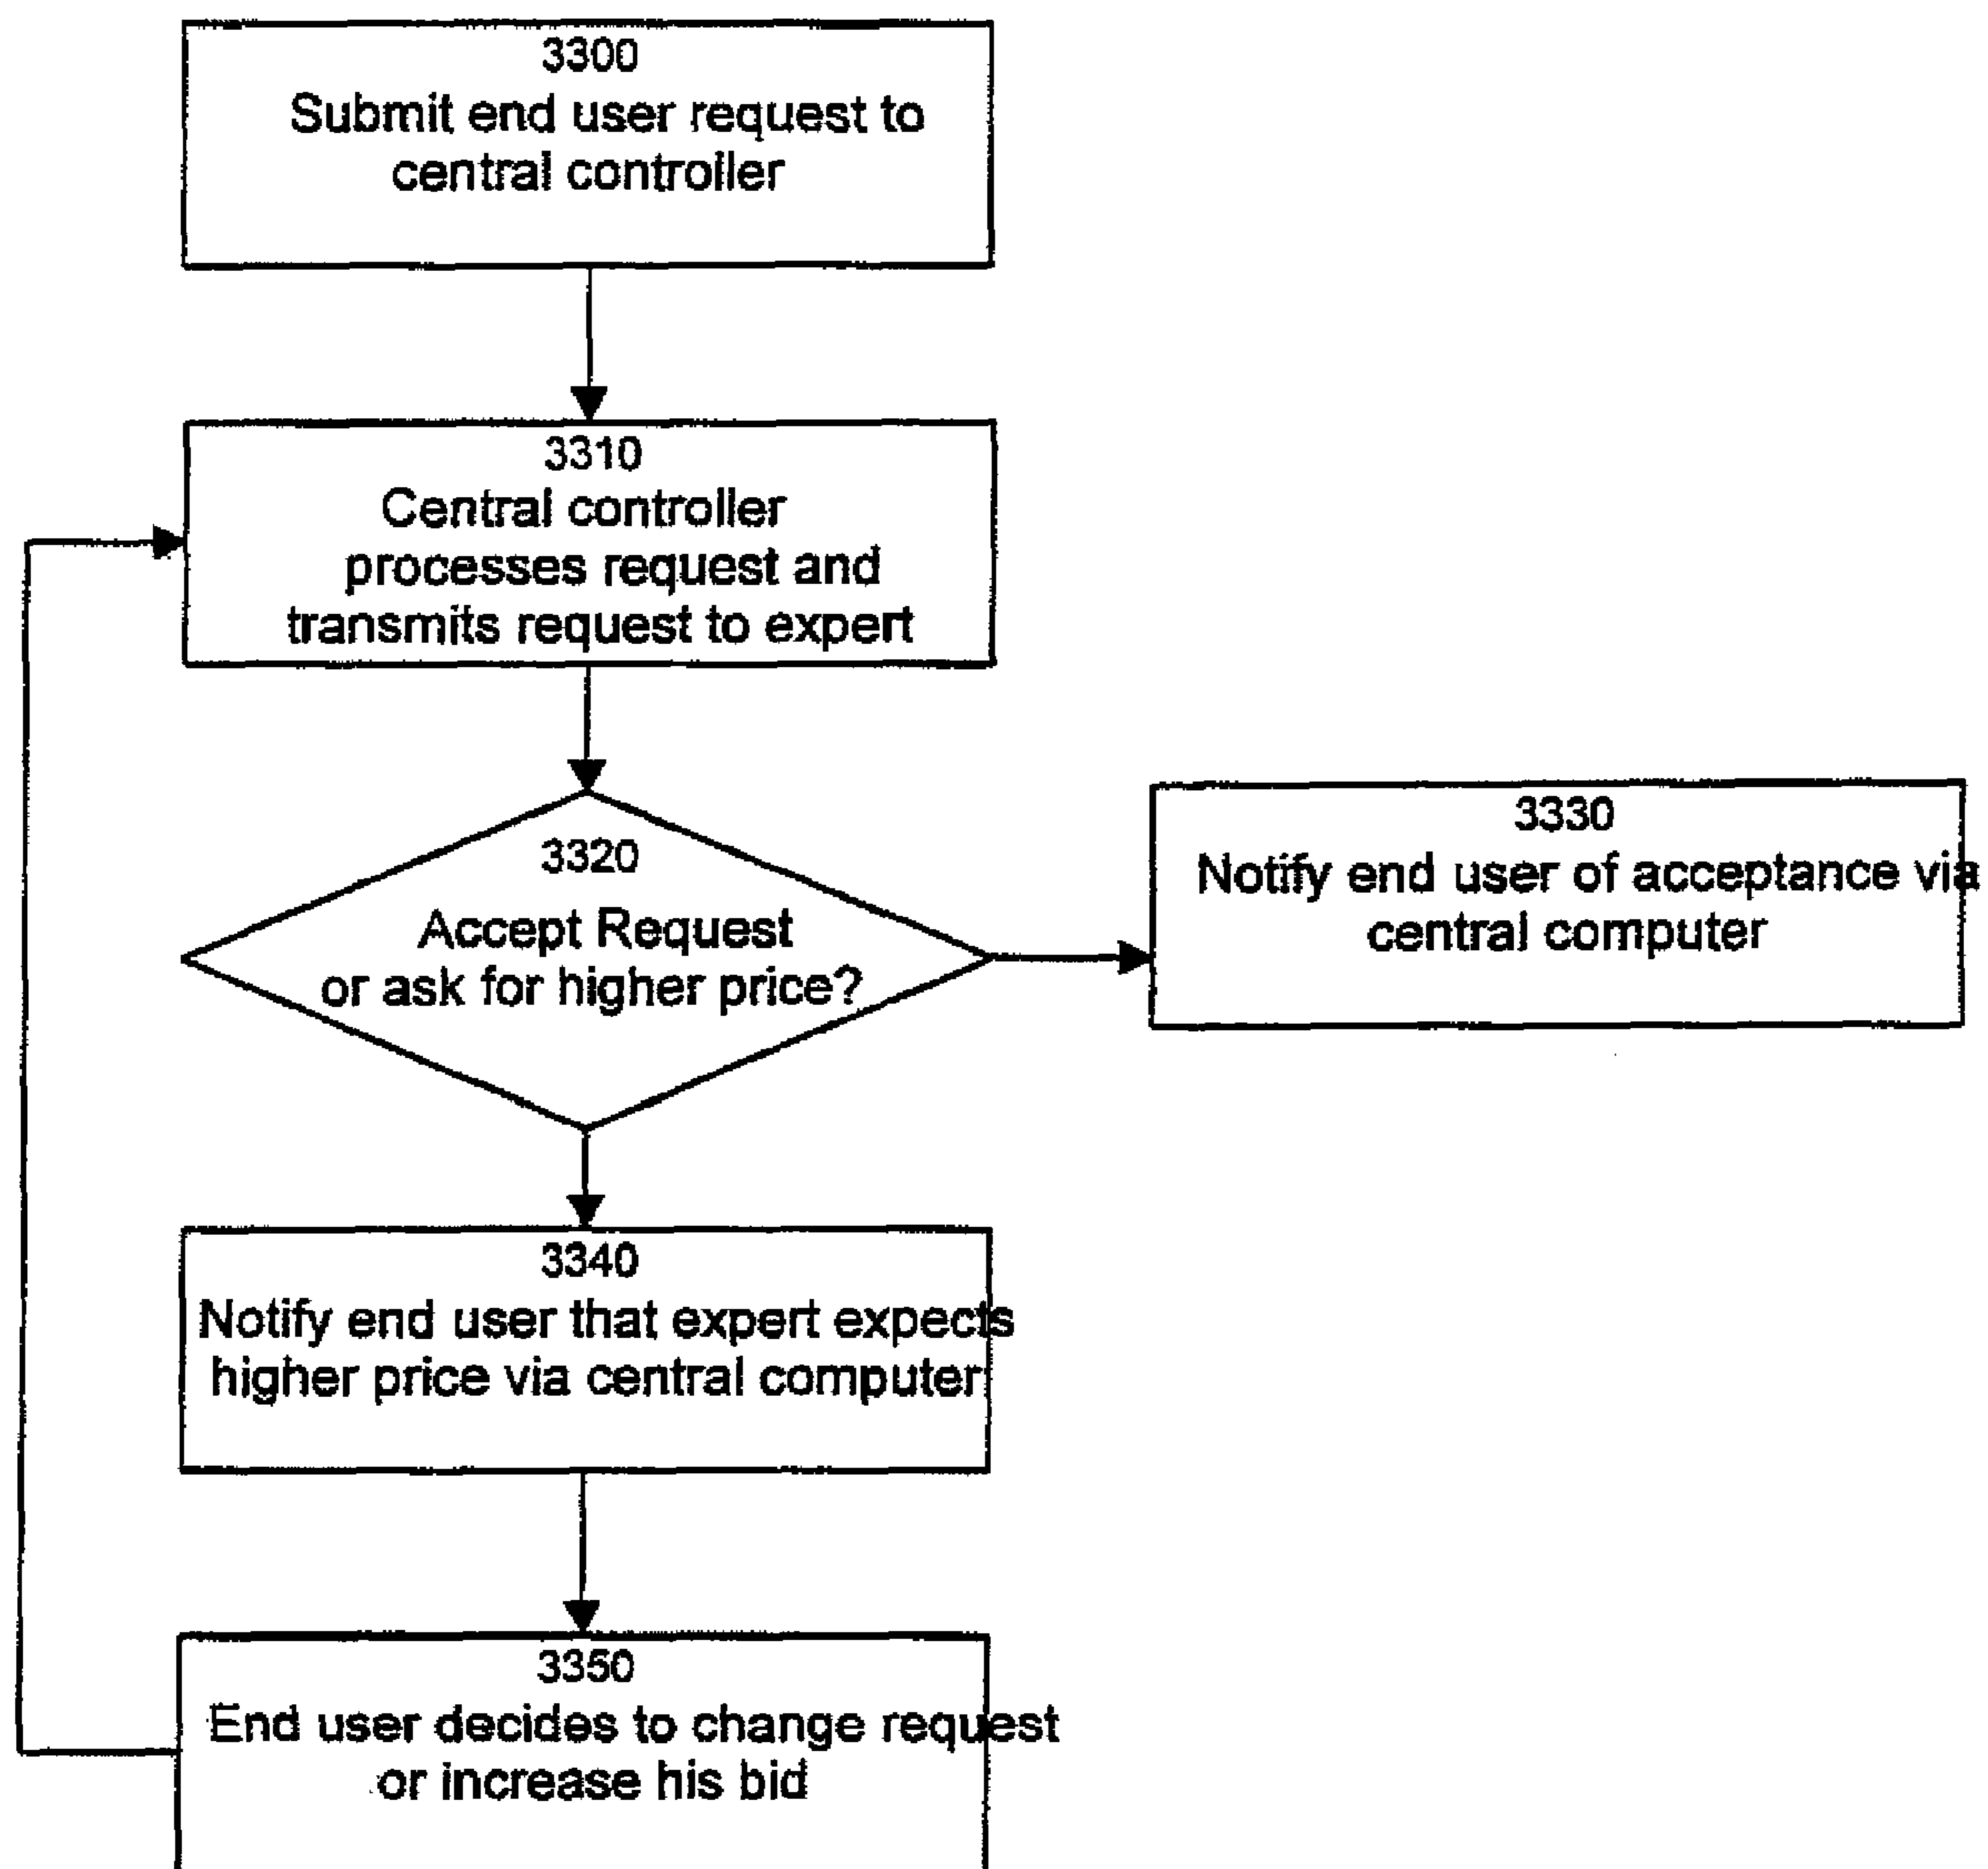 3300
Submit end user request to
central controller
3310
Central controller
processes request and
transmits request to expert
3320
Accept Request
or ask for higher price?
3330
Notify end user of acceptance via
central computer
3340
Notify end user that expert expects
higher price via central computer
3350
End user decides to change request
or increase his bid